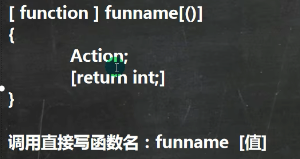 [ function ] funname[()]
{
Action;
[return int;]
}
调用直接写函数名：funname [值]